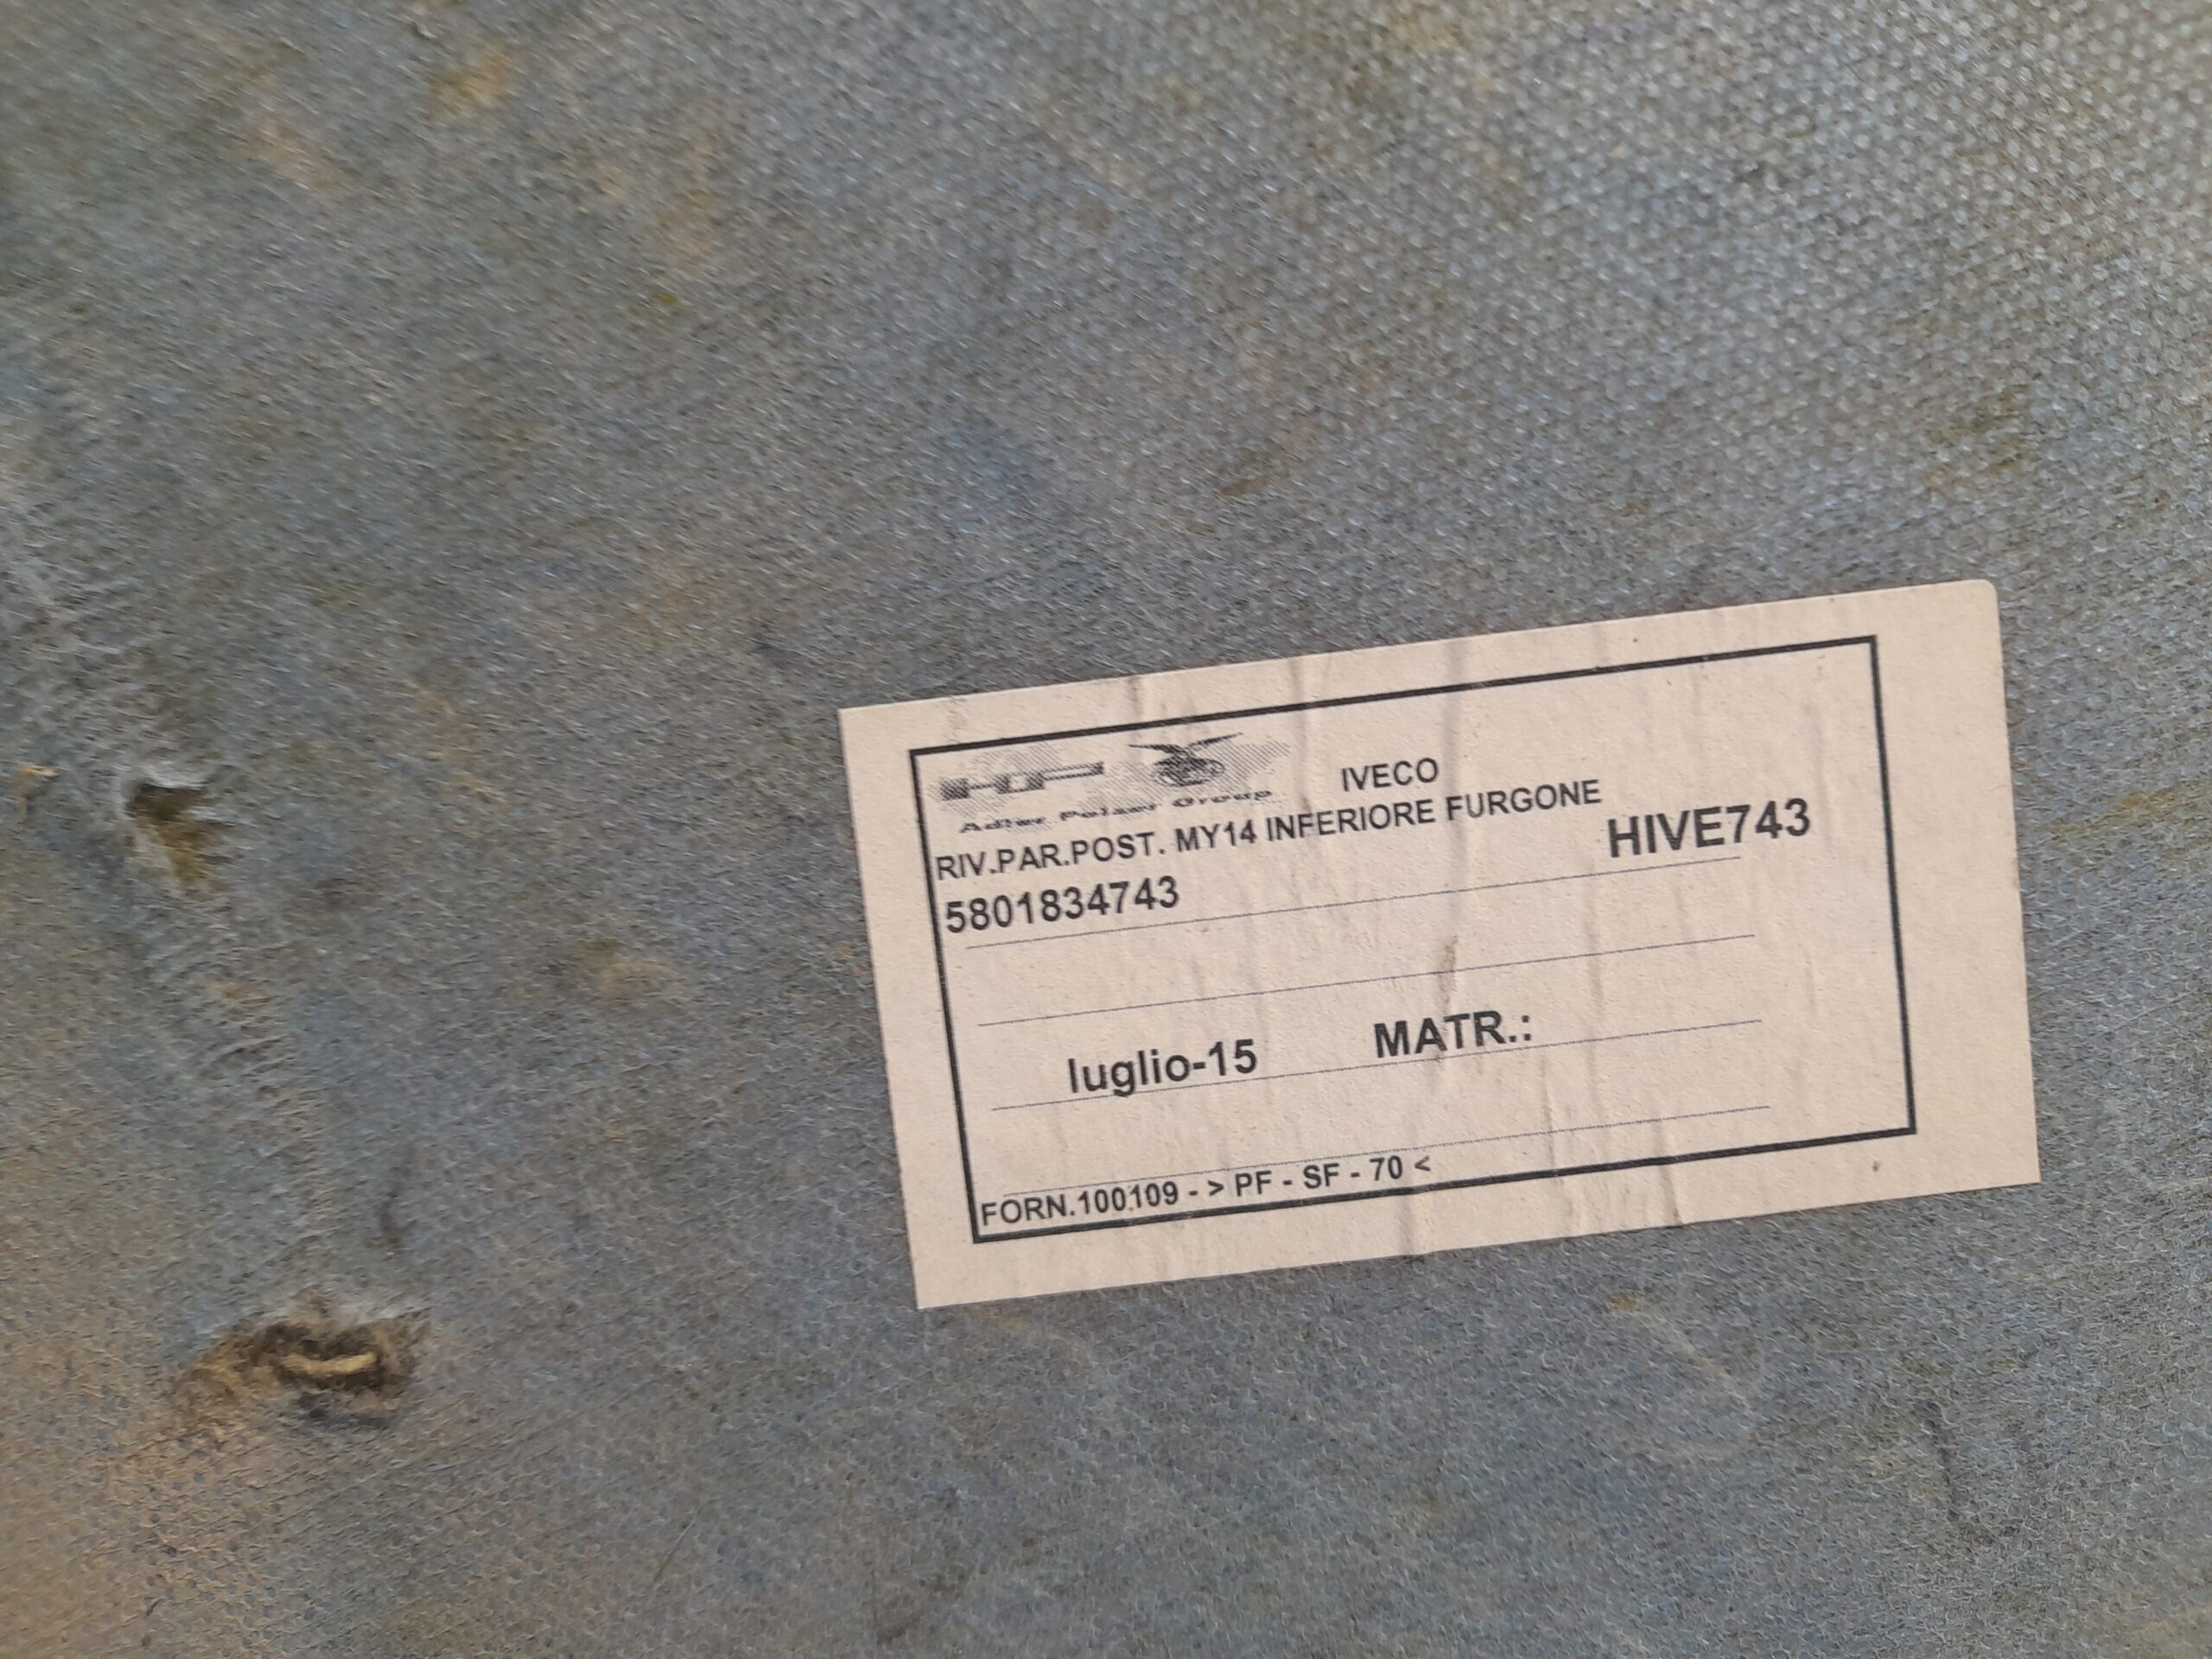 HP
Adler Pelzer Group
IVECO
RIV.PAR.POST. MY14 INFERIORE FURGONE
HIVE743
5801834743
luglio-15 MATR.:
FORN.100109 - > PF - SF - 70 <